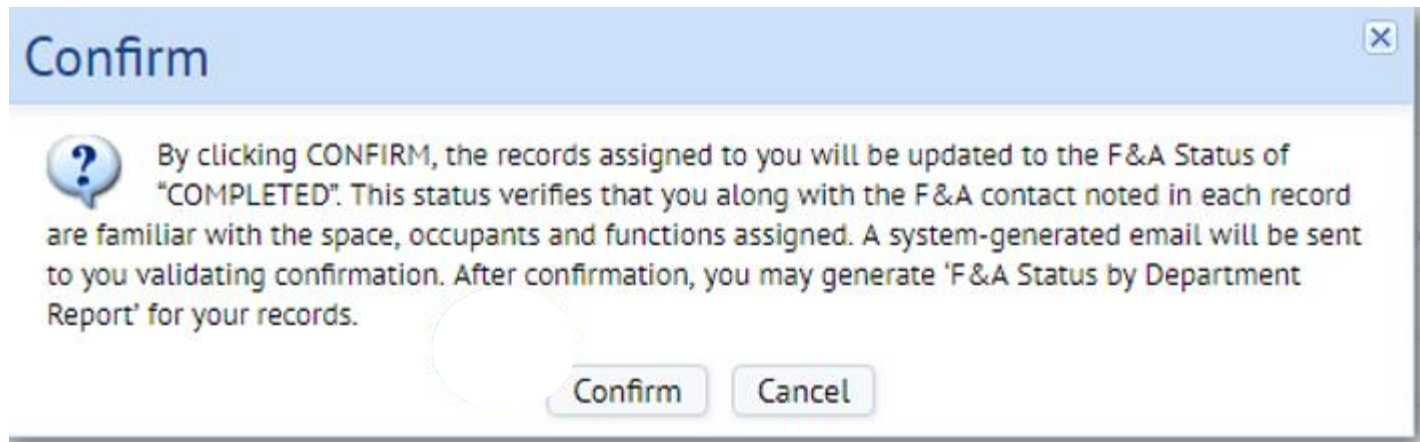 Confirm
By clicking CONFIRM, the records assigned to you will be updated to the F&A Status of
"COMPLETED". This status verifies that you along with the F&A contact noted in each record
are familiar with the space, occupants and functions assigned. A system-generated email will be sent
to you validating confirmation. After confirmation, you may generate 'F&A Status by Department
Report' for your records.
Confirm Cancel